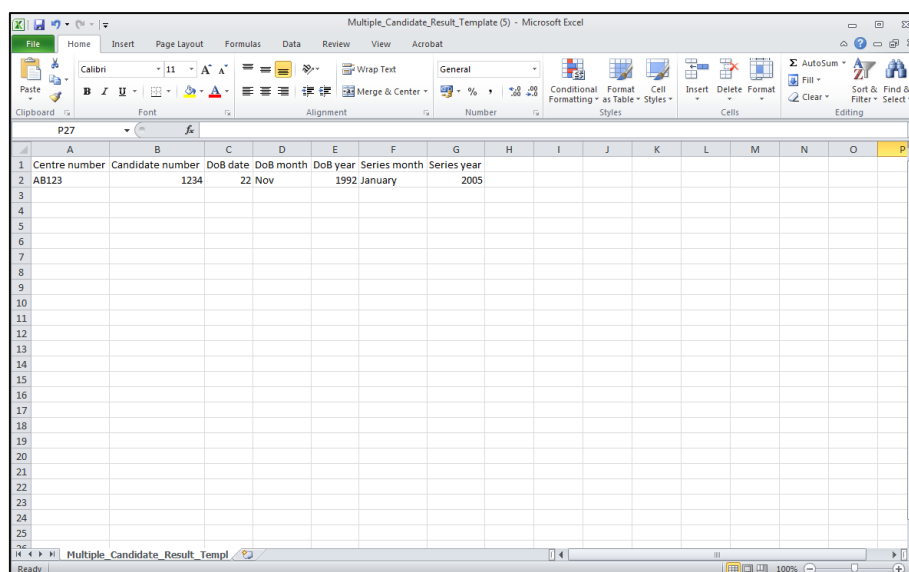 Multiple_Candidate_Result_Template (5) - Microsoft Excel
File Home Insert Page Layout Formulas Data Review View Acrobat
Calibri 11 Wrap Text General Σ AutoSum
Paste B I U Merge & Center % , Conditional Formatting as Table Cell Styles Insert Delete Format Fill Clear Sort & Filter Find & Select
Clipboard Font Alignment Number Styles Cells Editing
P27 fx
A B C D E F G H I J K L M N O P
1 Centre number Candidate number DoB date DoB month DoB year Series month Series year
2 AB123 1234 22 Nov 1992 January 2005
3
4
5
6
7
8
9
10
11
12
13
14
15
16
17
18
19
20
21
22
23
24
25
26
Multiple_Candidate_Result_Templ
Ready 100%